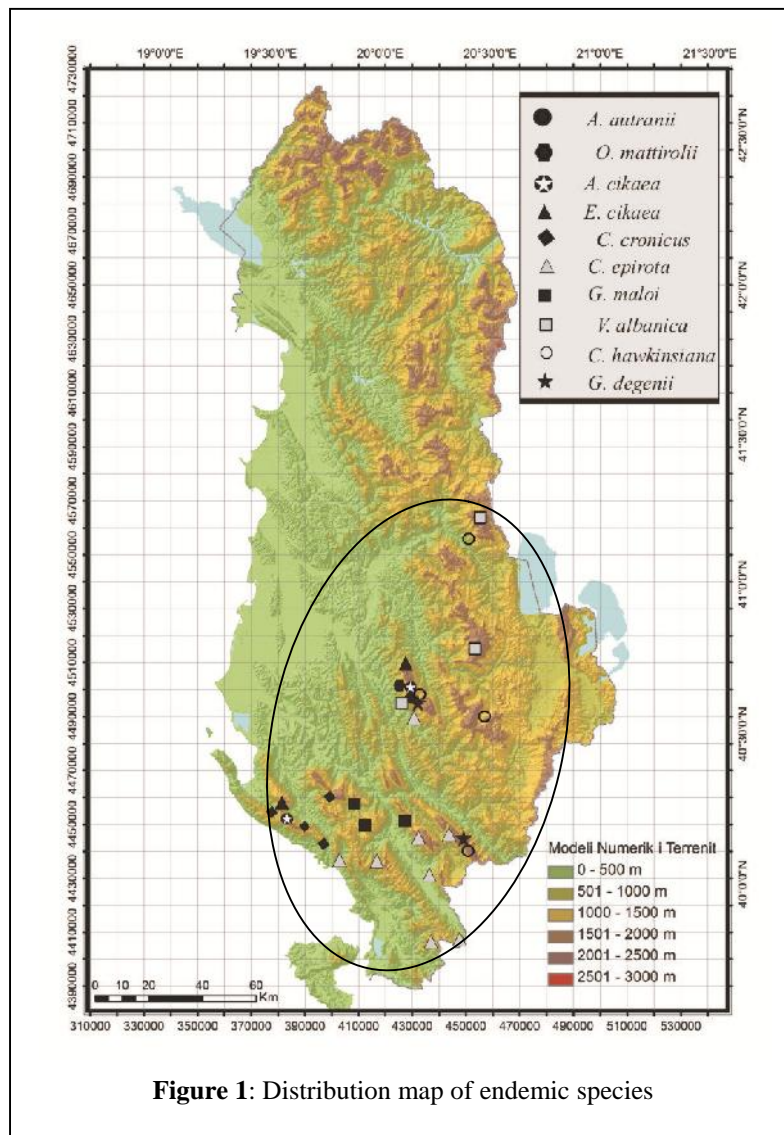 19°0'0"E 19°30'0"E 20°0'0"E 20°30'0"E 21°0'0"E 21°30'0"E
4730000
4710000
4690000
4670000
4650000
4630000
4610000
4590000
4570000
4550000
4530000
4510000
4490000
4470000
4450000
4430000
4410000
4390000
A. autranii
O. mattirolii
A. cikaea
E. cikaea
C. cronicus
C. epirota
G. maloi
V. albanica
C. hawkinsiana
G. degenii
42°30'0"N
42°0'0"N
41°30'0"N
41°0'0"N
40°30'0"N
40°0'0"N
Modeli Numerik i Terrenit
0 - 500 m
501 - 1000 m
1000 - 1500 m
1501 - 2000 m
2001 - 2500 m
2501 - 3000 m
0 10 20 40 60
Km
310000 330000 350000 370000 390000 410000 430000 450000 470000 490000 510000 530000
Figure 1: Distribution map of endemic species